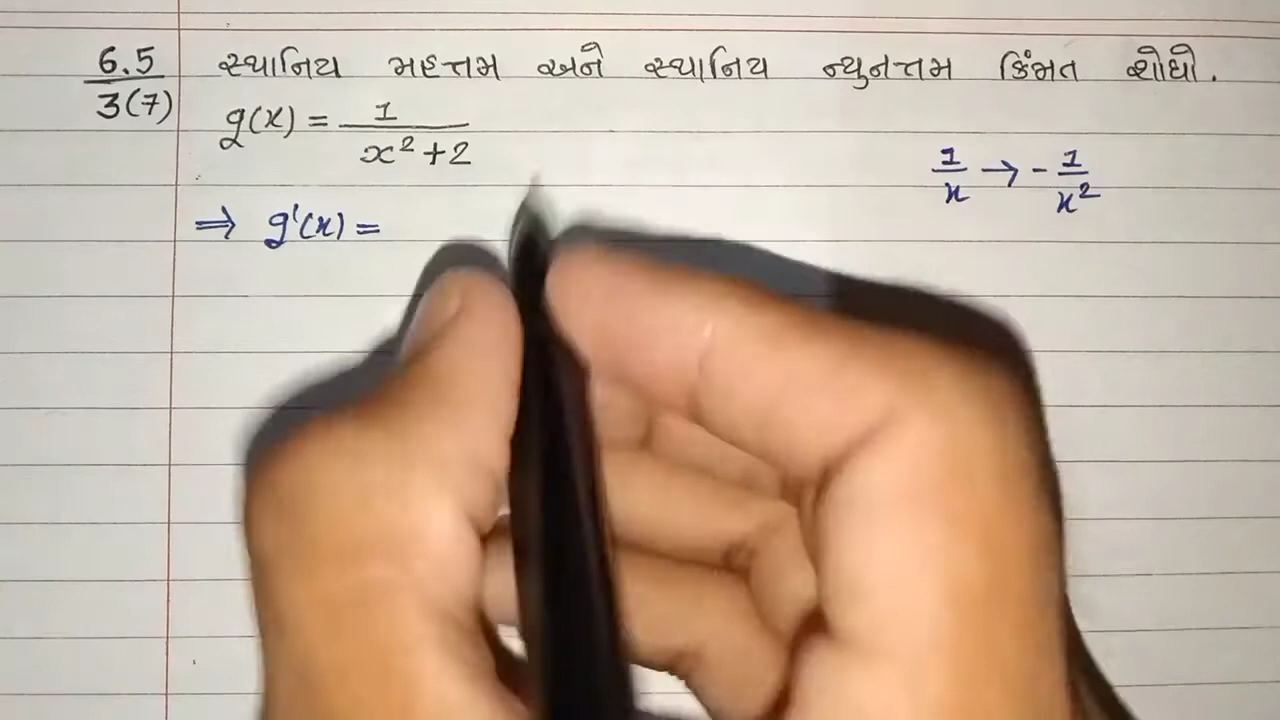 6.5 સ્થાનિય મહત્તમ અને સ્થાનિય ન્યુનત્તમ કિંમત શોધો.
3(7) g(x) = 1 / x² + 2
1/x → - 1/x²
⇒ g'(x) =